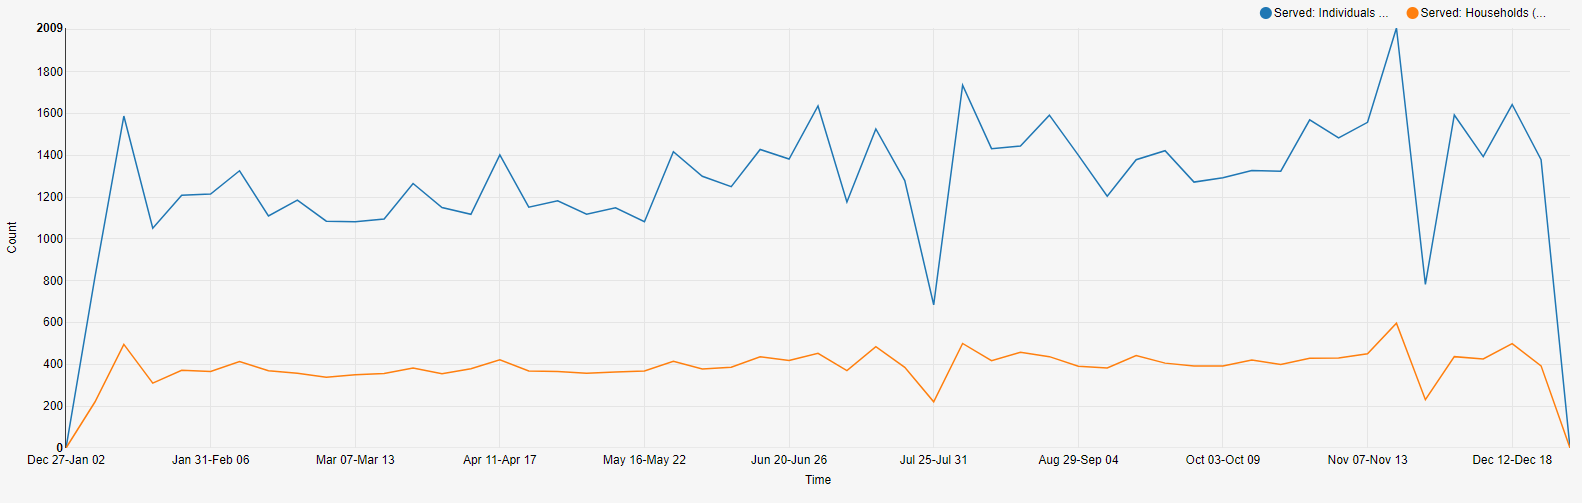 Served: Individuals ... Served: Households (...
2009
1800
1600
1400
1200
1000
800
600
400
200
0
Count
Dec 27-Jan 02 Jan 31-Feb 06 Mar 07-Mar 13 Apr 11-Apr 17 May 16-May 22 Jun 20-Jun 26 Jul 25-Jul 31 Aug 29-Sep 04 Oct 03-Oct 09 Nov 07-Nov 13 Dec 12-Dec 18
Time